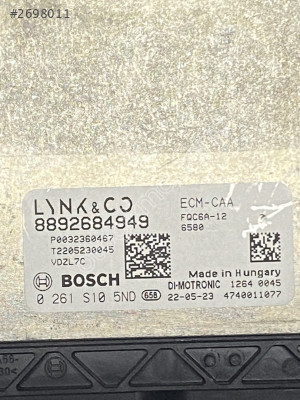 #2698011
LYNK&CO
8892684949
ECM-CAA
P0032360467
FQC6A-12
T2205230045
6580
VDZL7C
BOSCH
Made in Hungary
DI-MOTRONIC 1264 0045
0 261 S10 5ND 658 22-05-23 4740011077